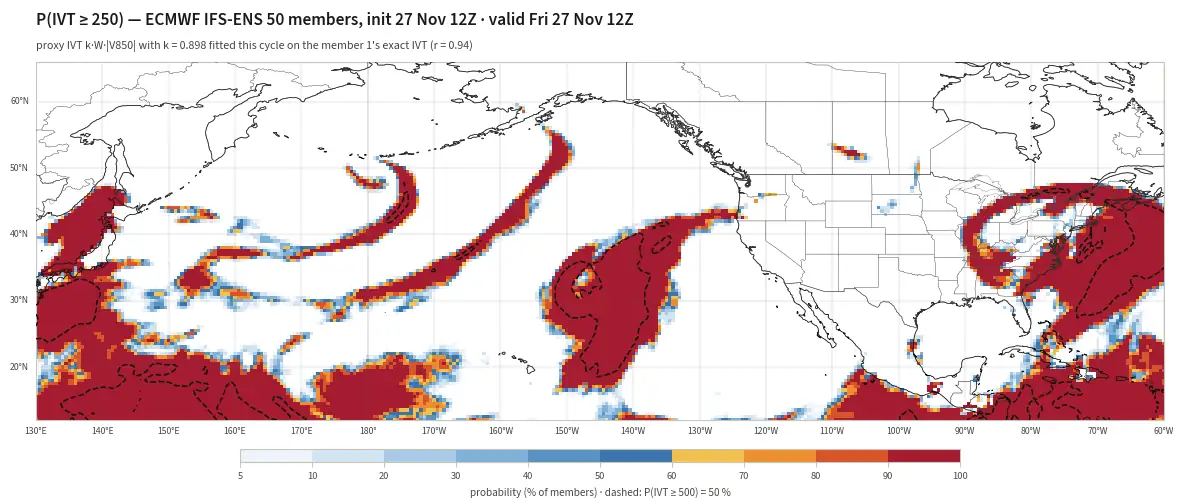 P(IVT ≥ 250) — ECMWF IFS-ENS 50 members, init 27 Nov 12Z · valid Fri 27 Nov 12Z
proxy IVT k·W·|V850| with k = 0.898 fitted this cycle on the member 1's exact IVT (r = 0.94)
60°N
50°N
40°N
30°N
20°N
130°E 140°E 150°E 160°E 170°E 180° 170°W 160°W 150°W 140°W 130°W 120°W 110°W 100°W 90°W 80°W 70°W 60°W
5 10 20 30 40 50 60 70 80 90 100
probability (% of members) · dashed: P(IVT ≥ 500) = 50 %